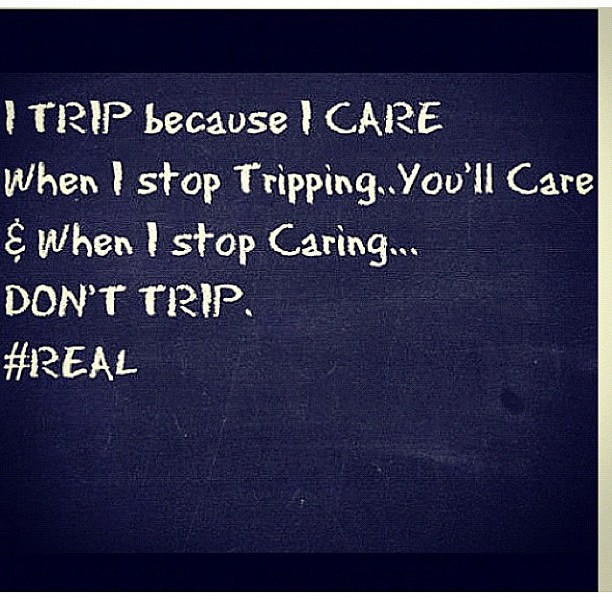 I TRIP because I CARE
When I stop Tripping..You'll Care
& When I stop Caring...
DON'T TRIP.
#REAL